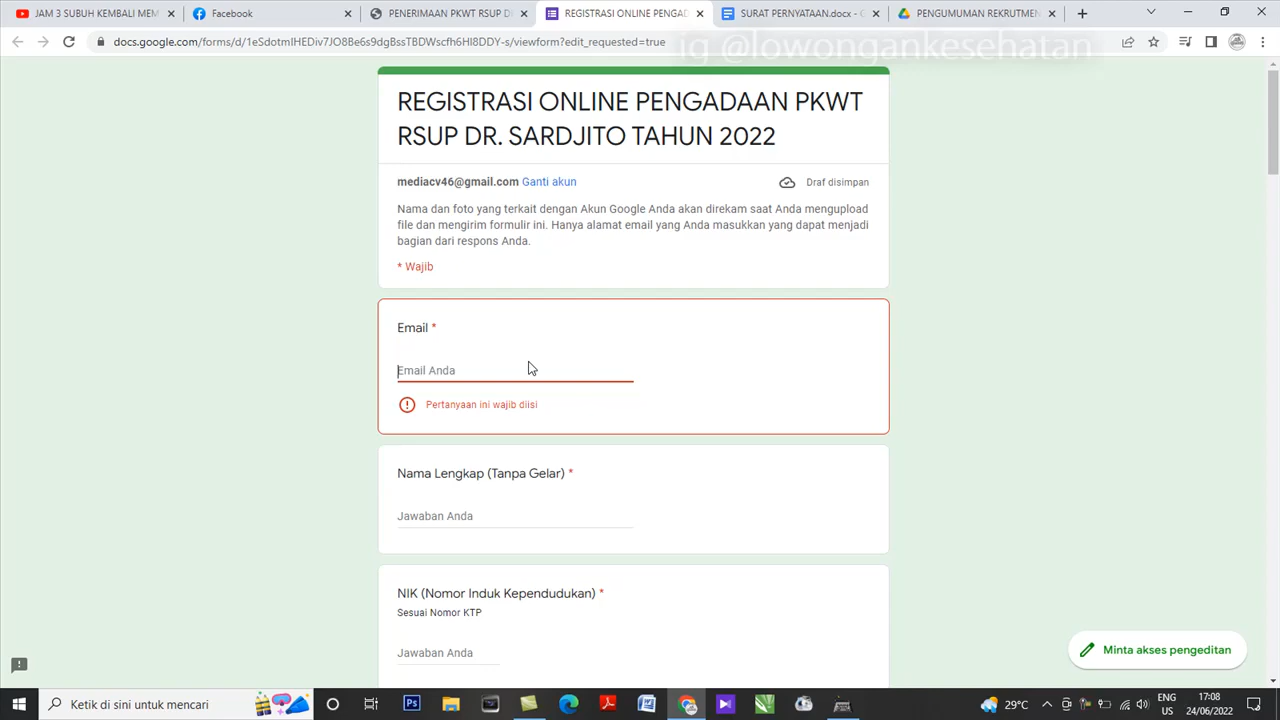 JAM 3 SUBUH KEMBALI MEM
Facebook
PENERIMAAN PKWT RSUP D
REGISTRASI ONLINE PENGAD
SURAT PERNYATAAN.docx - G
PENGUMUMAN REKRUTMEN
docs.google.com/forms/d/1eSdotmIHEDiv7JO8Be6s9dgBssTBDWscfh6HI8DDY-s/viewform?edit_requested=true
ig @lowongankesehatan
REGISTRASI ONLINE PENGADAAN PKWT
RSUP DR. SARDJITO TAHUN 2022
mediacv46@gmail.com Ganti akun
Draf disimpan
Nama dan foto yang terkait dengan Akun Google Anda akan direkam saat Anda mengupload
file dan mengirim formulir ini. Hanya alamat email yang Anda masukkan yang dapat menjadi
bagian dari respons Anda.
* Wajib
Email *
Email Anda
Pertanyaan ini wajib diisi
Nama Lengkap (Tanpa Gelar) *
Jawaban Anda
NIK (Nomor Induk Kependudukan) *
Sesuai Nomor KTP
Jawaban Anda
Minta akses pengeditan
Ketik di sini untuk mencari
Ps
29°C
ENG
US
17:08
24/06/2022